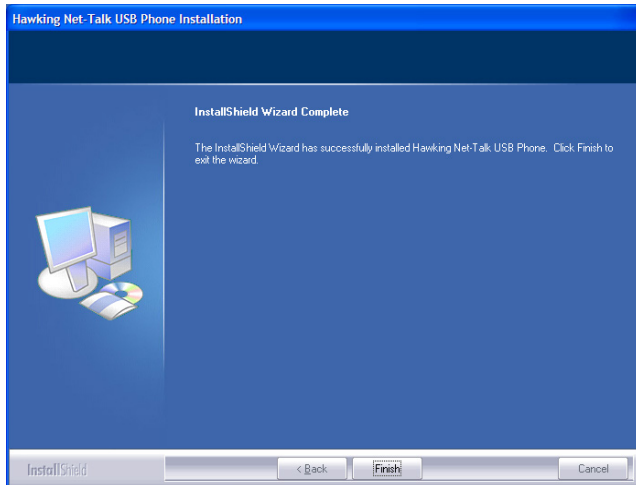 Hawking Net-Talk USB Phone Installation
InstallShield Wizard Complete
The InstallShield Wizard has successfully installed Hawking Net-Talk USB Phone. Click Finish to
exit the wizard.
InstallShield
< Back
Finish
Cancel